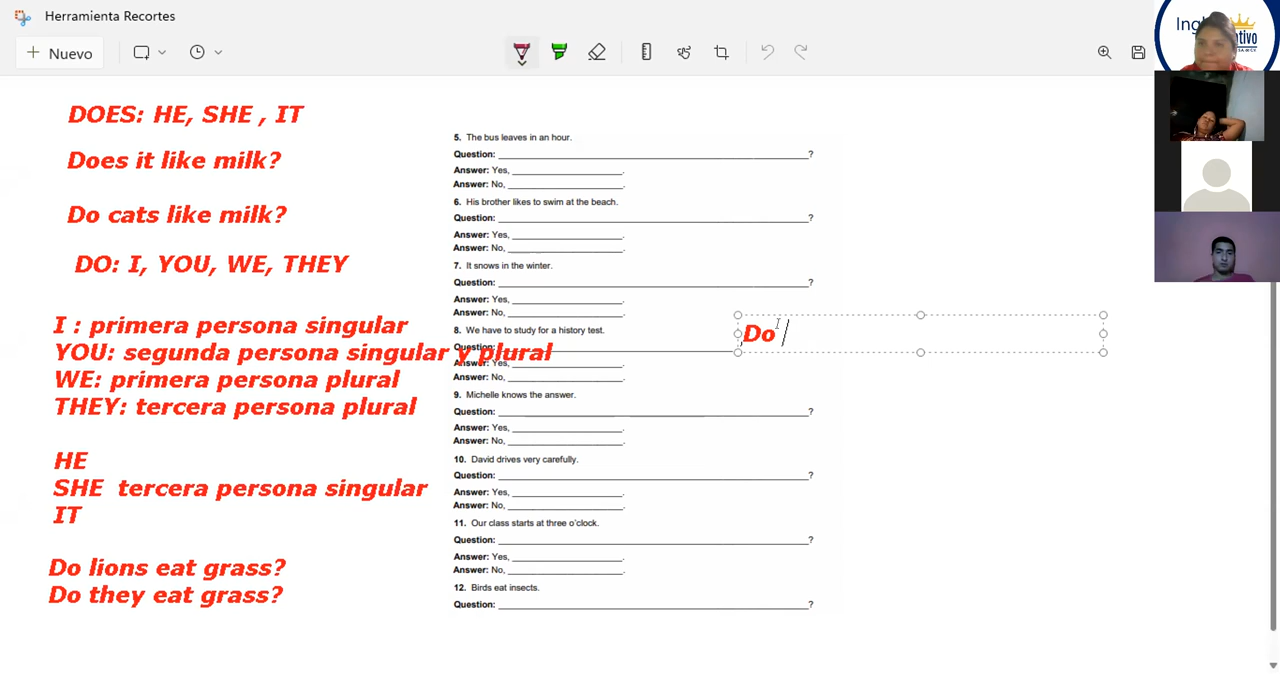 Herramienta Recortes
Nuevo
DOES: HE, SHE , IT
Does it like milk?
Do cats like milk?
DO: I, YOU, WE, THEY
I : primera persona singular
YOU: segunda persona singular y plural
WE: primera persona plural
THEY: tercera persona plural
HE
SHE tercera persona singular
IT
Do lions eat grass?
Do they eat grass?
5. The bus leaves in an hour.
Question: ?
Answer: Yes, .
Answer: No, .
6. His brother likes to swim at the beach.
Question: ?
Answer: Yes, .
Answer: No, .
7. It snows in the winter.
Question: ?
Answer: Yes, .
Answer: No, .
8. We have to study for a history test.
Question:
Answer: Yes, .
Answer: No, .
9. Michelle knows the answer.
Question: ?
Answer: Yes, .
Answer: No, .
10. David drives very carefully.
Question: ?
Answer: Yes, .
Answer: No, .
11. Our class starts at three o'clock.
Question: ?
Answer: Yes, .
Answer: No, .
12. Birds eat insects.
Question: ?
Do